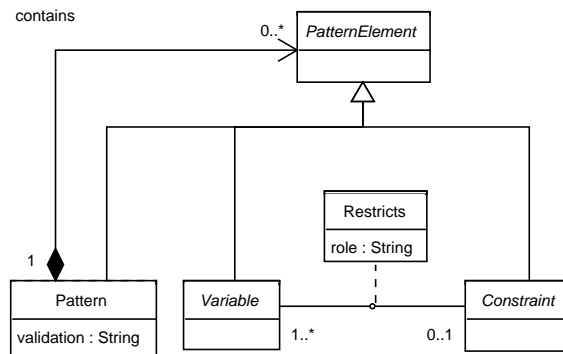 contains
0..*
PatternElement
Restricts
role : String
1
Pattern
validation : String
Variable
Constraint
1..*
0..1